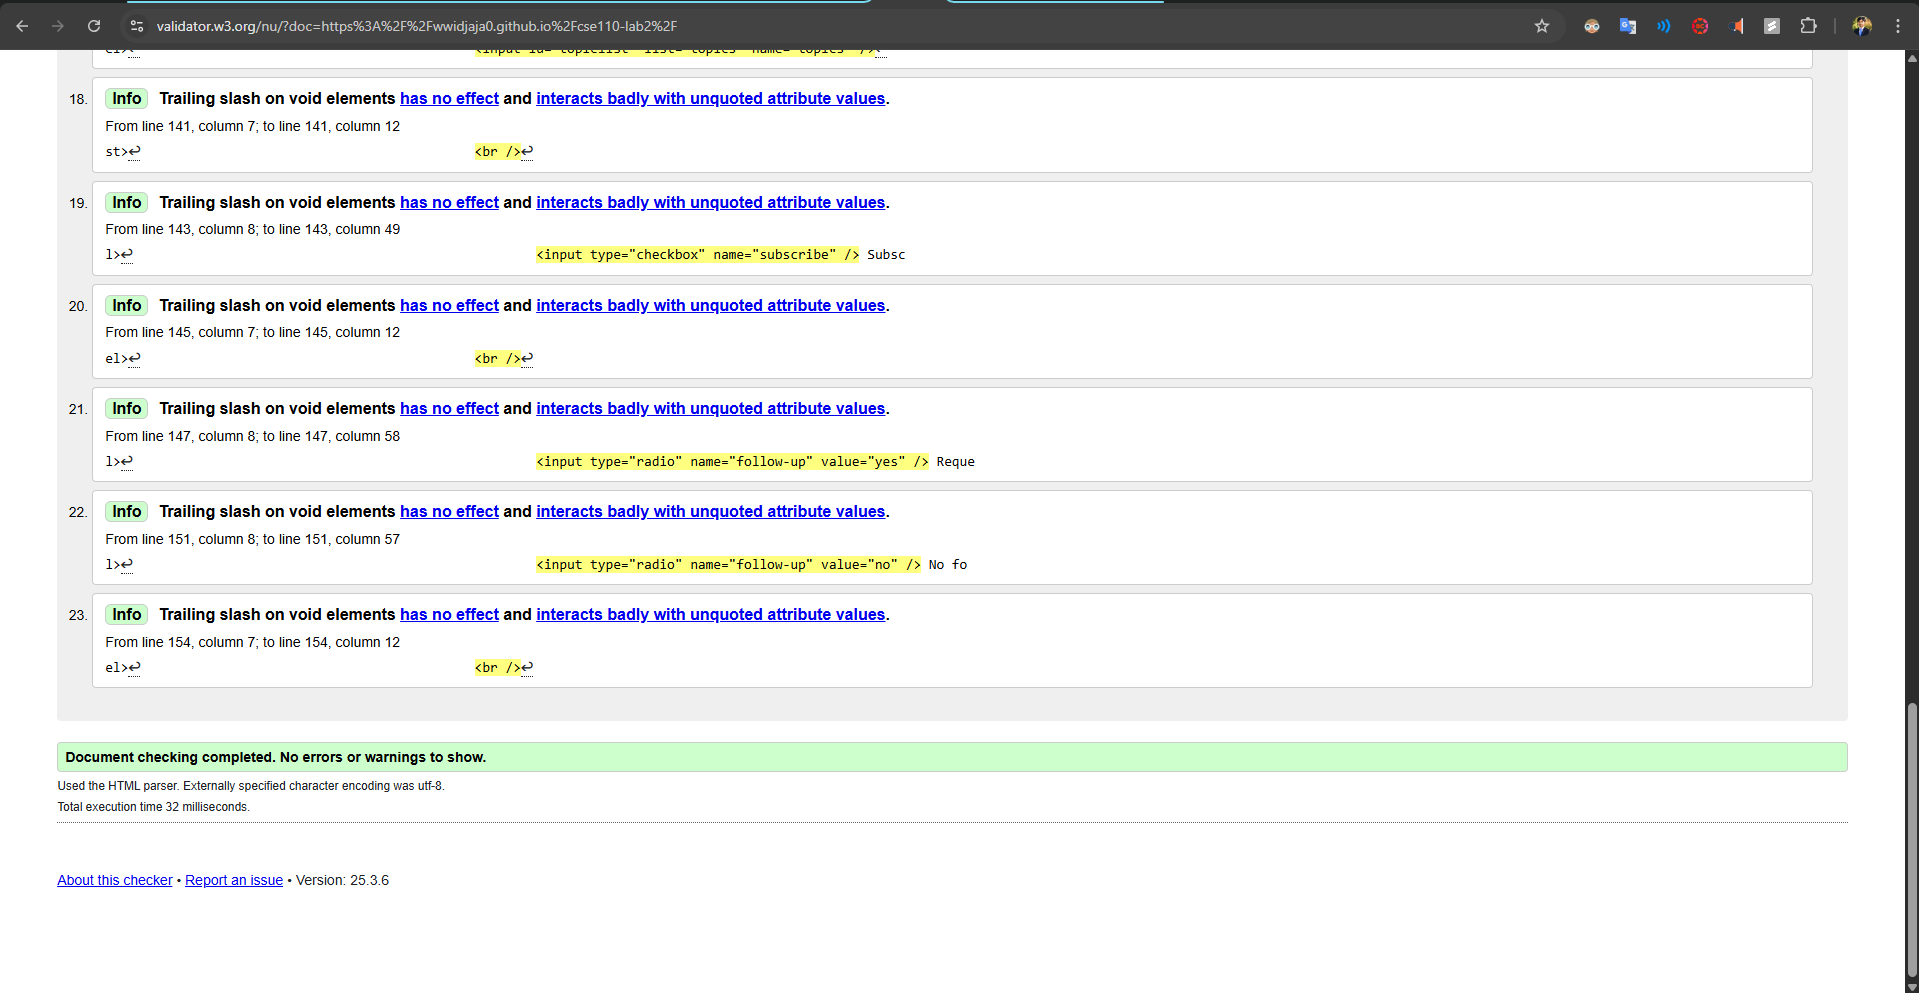 validator.w3.org/nu/?doc=https%3A%2F%2Fwwidjaja0.github.io%2Fcse110-lab2%2F
el>↩ <input id="topiclist" list="topics" name="topics" />↩
18. Info Trailing slash on void elements has no effect and interacts badly with unquoted attribute values.
From line 141, column 7; to line 141, column 12
st>↩ <br />↩
19. Info Trailing slash on void elements has no effect and interacts badly with unquoted attribute values.
From line 143, column 8; to line 143, column 49
l>↩ <input type="checkbox" name="subscribe" /> Subsc
20. Info Trailing slash on void elements has no effect and interacts badly with unquoted attribute values.
From line 145, column 7; to line 145, column 12
el>↩ <br />↩
21. Info Trailing slash on void elements has no effect and interacts badly with unquoted attribute values.
From line 147, column 8; to line 147, column 58
l>↩ <input type="radio" name="follow-up" value="yes" /> Reque
22. Info Trailing slash on void elements has no effect and interacts badly with unquoted attribute values.
From line 151, column 8; to line 151, column 57
l>↩ <input type="radio" name="follow-up" value="no" /> No fo
23. Info Trailing slash on void elements has no effect and interacts badly with unquoted attribute values.
From line 154, column 7; to line 154, column 12
el>↩ <br />↩
Document checking completed. No errors or warnings to show.
Used the HTML parser. Externally specified character encoding was utf-8.
Total execution time 32 milliseconds.
About this checker • Report an issue • Version: 25.3.6